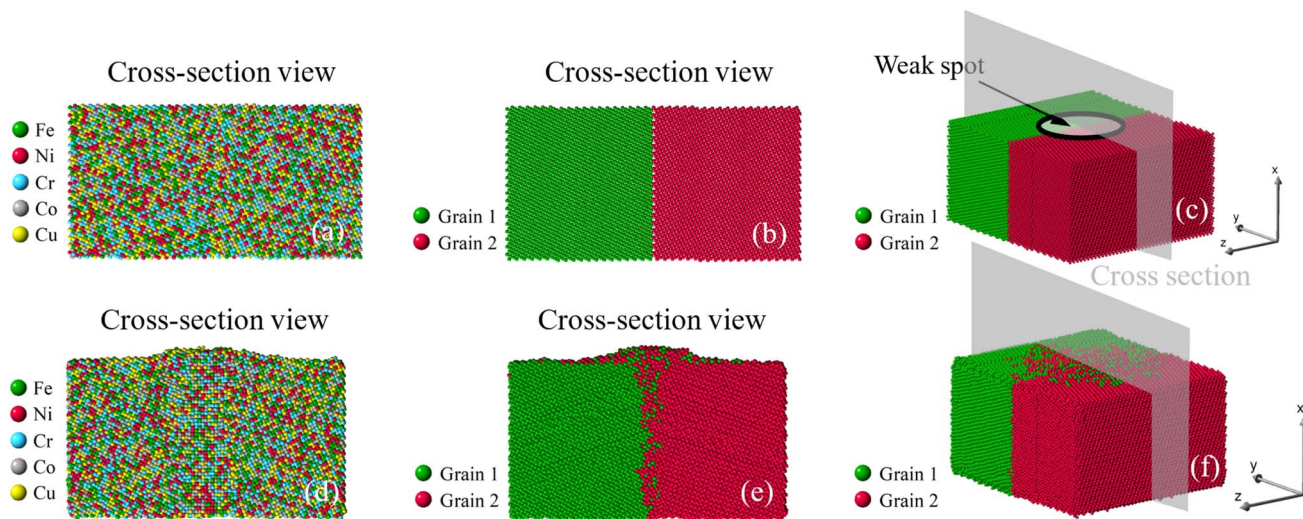 Cross-section view
Fe
Ni
Cr
Co
Cu
(a)
Cross-section view
Grain 1
Grain 2
(b)
Weak spot
Grain 1
Grain 2
(c)
x
y
z
Cross section
Cross-section view
Fe
Ni
Cr
Co
Cu
(d)
Cross-section view
Grain 1
Grain 2
(e)
Grain 1
Grain 2
(f)
x
y
z